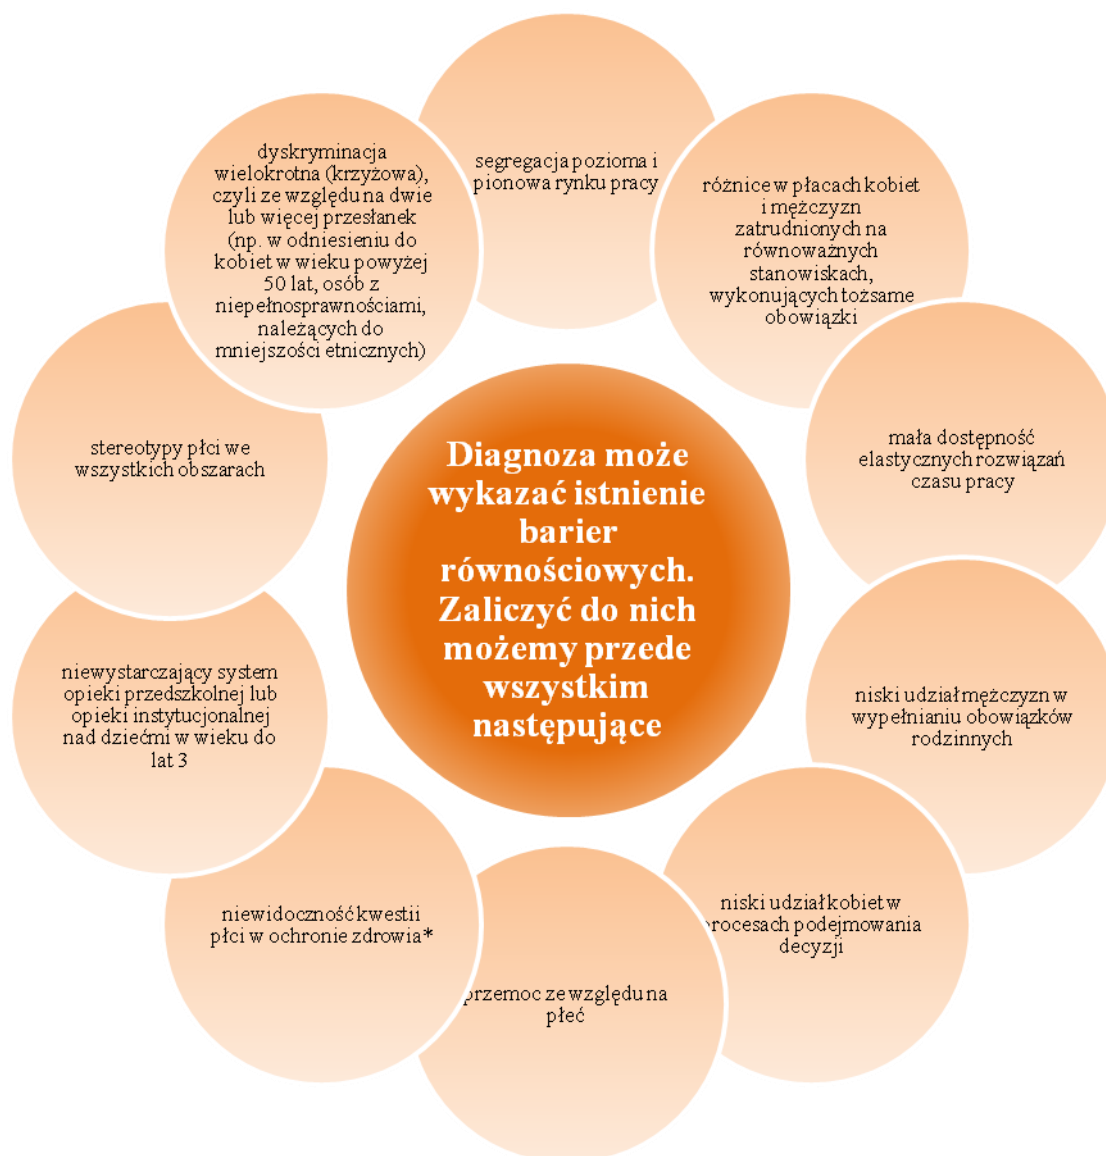 segregacja pozioma i
pionowa rynku pracy
różnice w płacach kobiet
i mężczyzn
zatrudnionych na
równoważnych
stanowiskach,
wykonujących tożsame
obowiązki
mała dostępność
elastycznych rozwiązań
czasu pracy
niski udział mężczyzn w
wypełnianiu obowiązków
rodzinnych
niski udział kobiet w
procesach podejmowania
decyzji
przemoc ze względu na
płeć
niewidoczność kwestii
płci w ochronie zdrowia*
niewystarczający system
opieki przedszkolnej lub
opieki instytucjonalnej
nad dziećmi w wieku do
lat 3
stereotypy płci we
wszystkich obszarach
dyskryminacja
wielokrotna (krzyżowa),
czyli ze względu na dwie
lub więcej przesłanek
(np. w odniesieniu do
kobiet w wieku powyżej
50 lat, osób z
niepełnosprawnościami,
należących do
mniejszości etnicznych)
Diagnoza może
wykazać istnienie
barier
równościowych.
Zaliczyć do nich
możemy przede
wszystkim
następujące